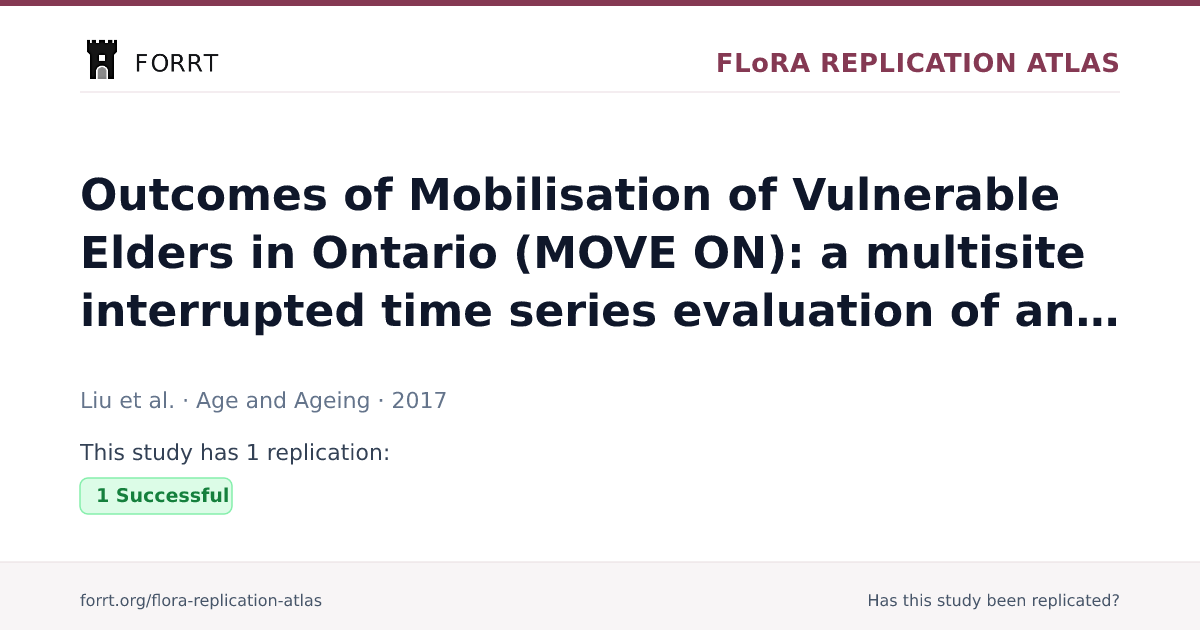 FORRT
FLoRA REPLICATION ATLAS
Outcomes of Mobilisation of Vulnerable
Elders in Ontario (MOVE ON): a multisite
interrupted time series evaluation of an…
Liu et al. · Age and Ageing · 2017
This study has 1 replication:
1 Successful
forrt.org/flora-replication-atlas
Has this study been replicated?